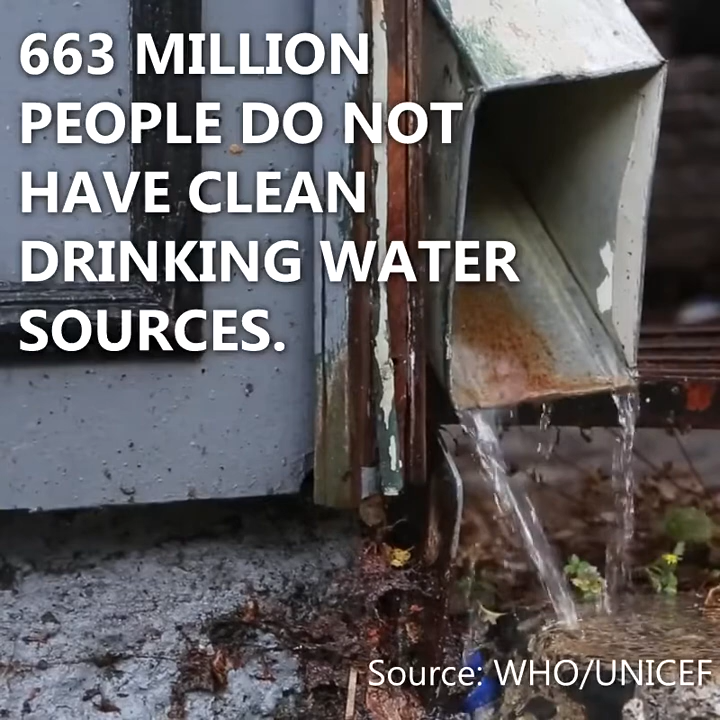 663 MILLION
PEOPLE DO NOT
HAVE CLEAN
DRINKING WATER
SOURCES.
Source: WHO/UNICEF